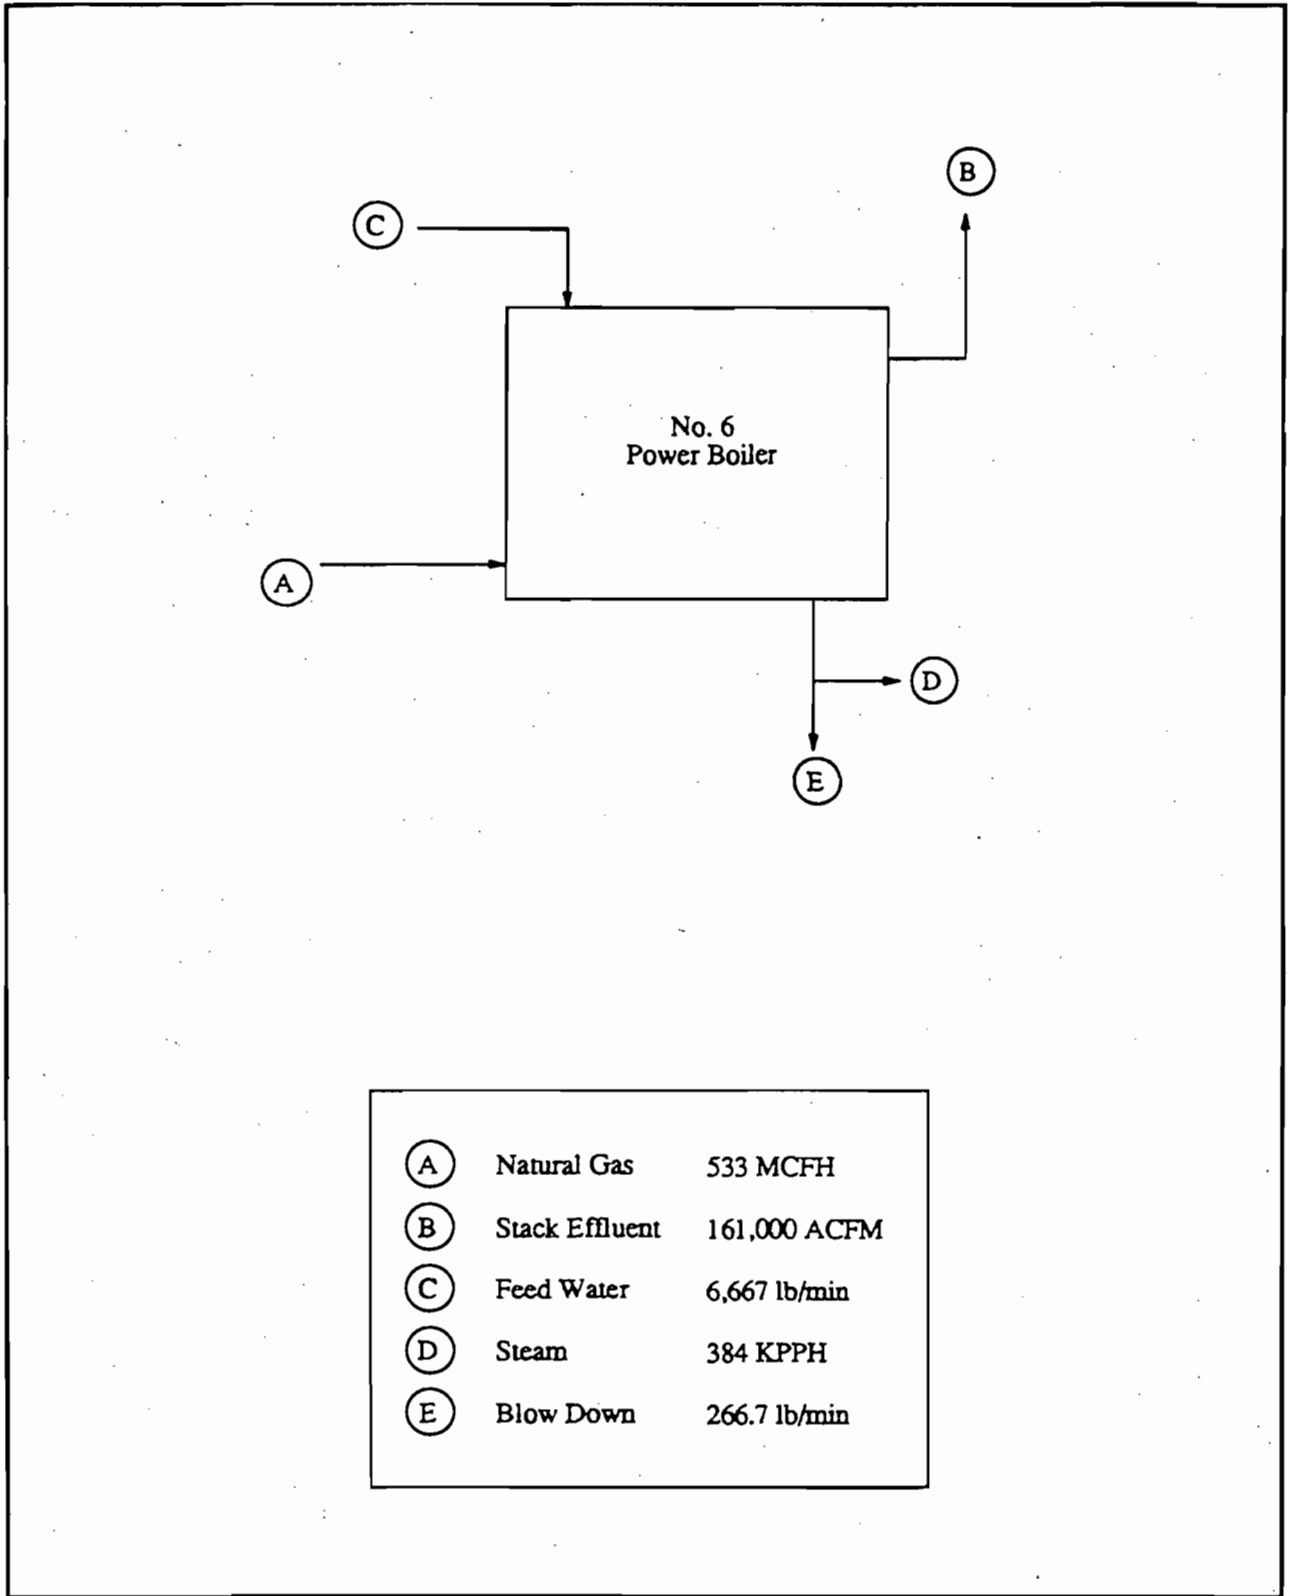 B
C
No. 6
Power Boiler
A
D
E
A Natural Gas 533 MCFH
B Stack Effluent 161,000 ACFM
C Feed Water 6,667 lb/min
D Steam 384 KPPH
E Blow Down 266.7 lb/min